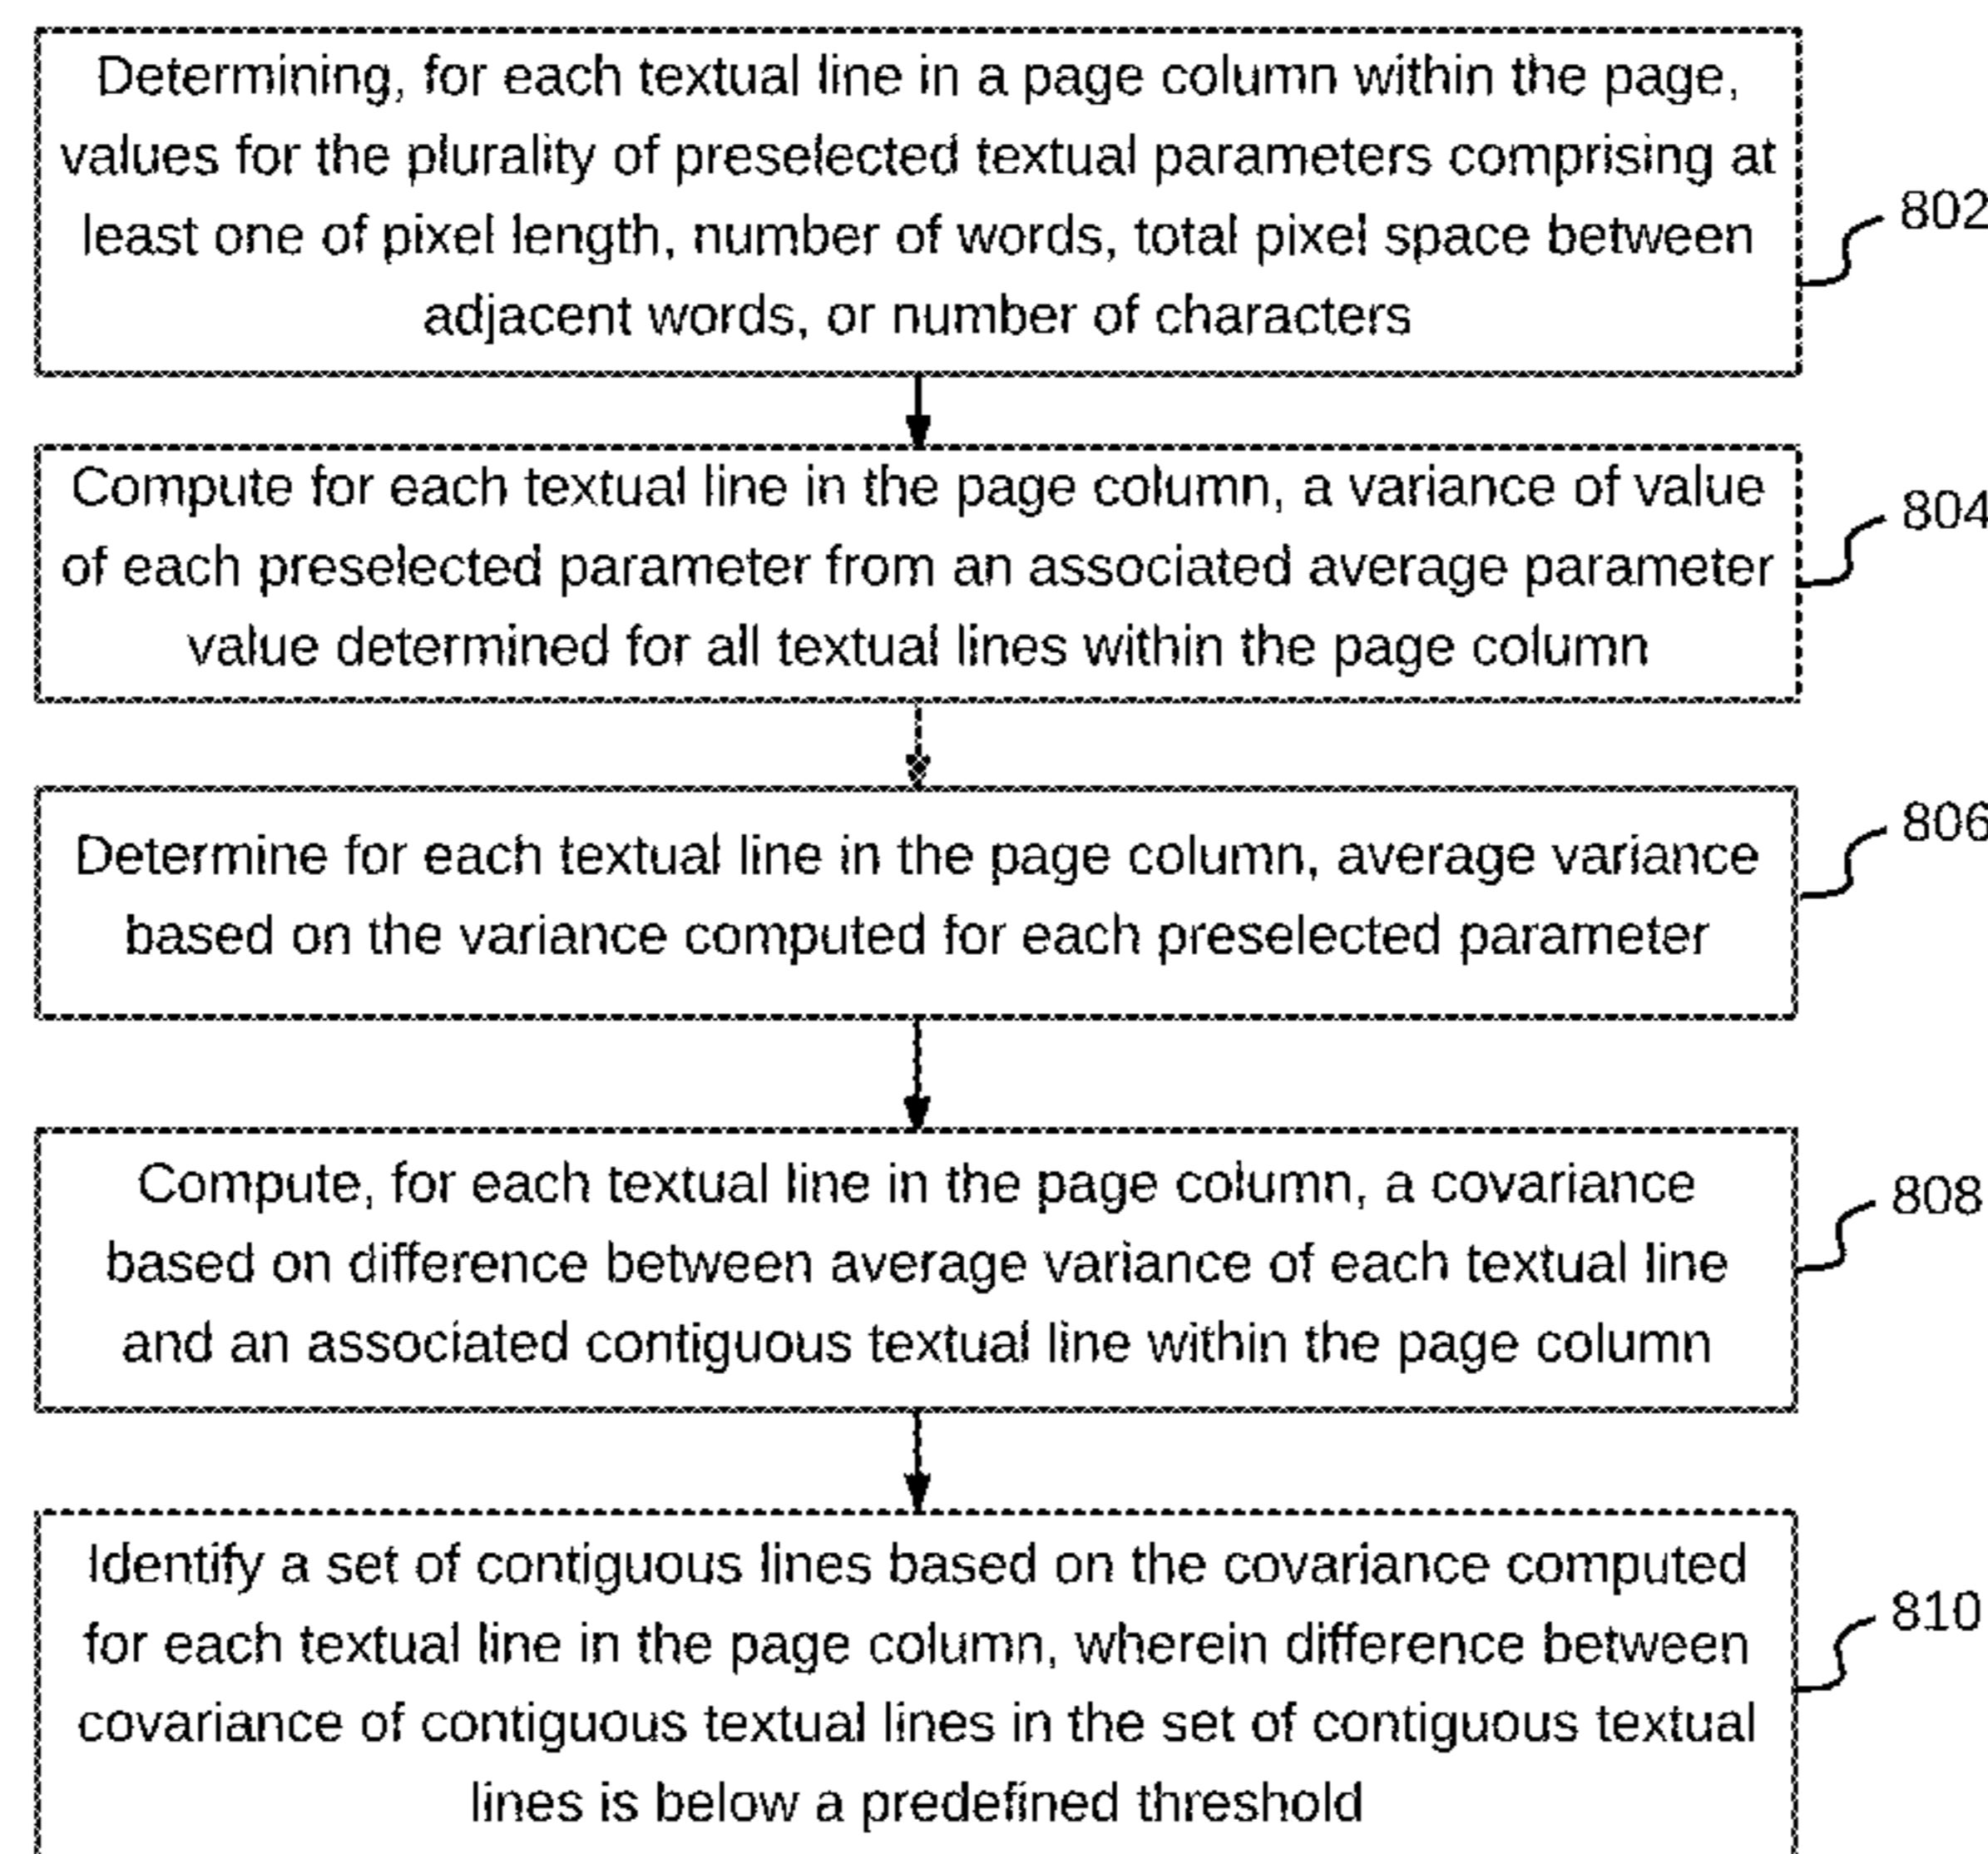 Determining, for each textual line in a page column within the page,
values for the plurality of preselected textual parameters comprising at
least one of pixel length, number of words, total pixel space between
adjacent words, or number of characters
802
Compute for each textual line in the page column, a variance of value
of each preselected parameter from an associated average parameter
value determined for all textual lines within the page column
804
Determine for each textual line in the page column, average variance
based on the variance computed for each preselected parameter
806
Compute, for each textual line in the page column, a covariance
based on difference between average variance of each textual line
and an associated contiguous textual line within the page column
808
Identify a set of contiguous lines based on the covariance computed
for each textual line in the page column, wherein difference between
covariance of contiguous textual lines in the set of contiguous textual
lines is below a predefined threshold
810